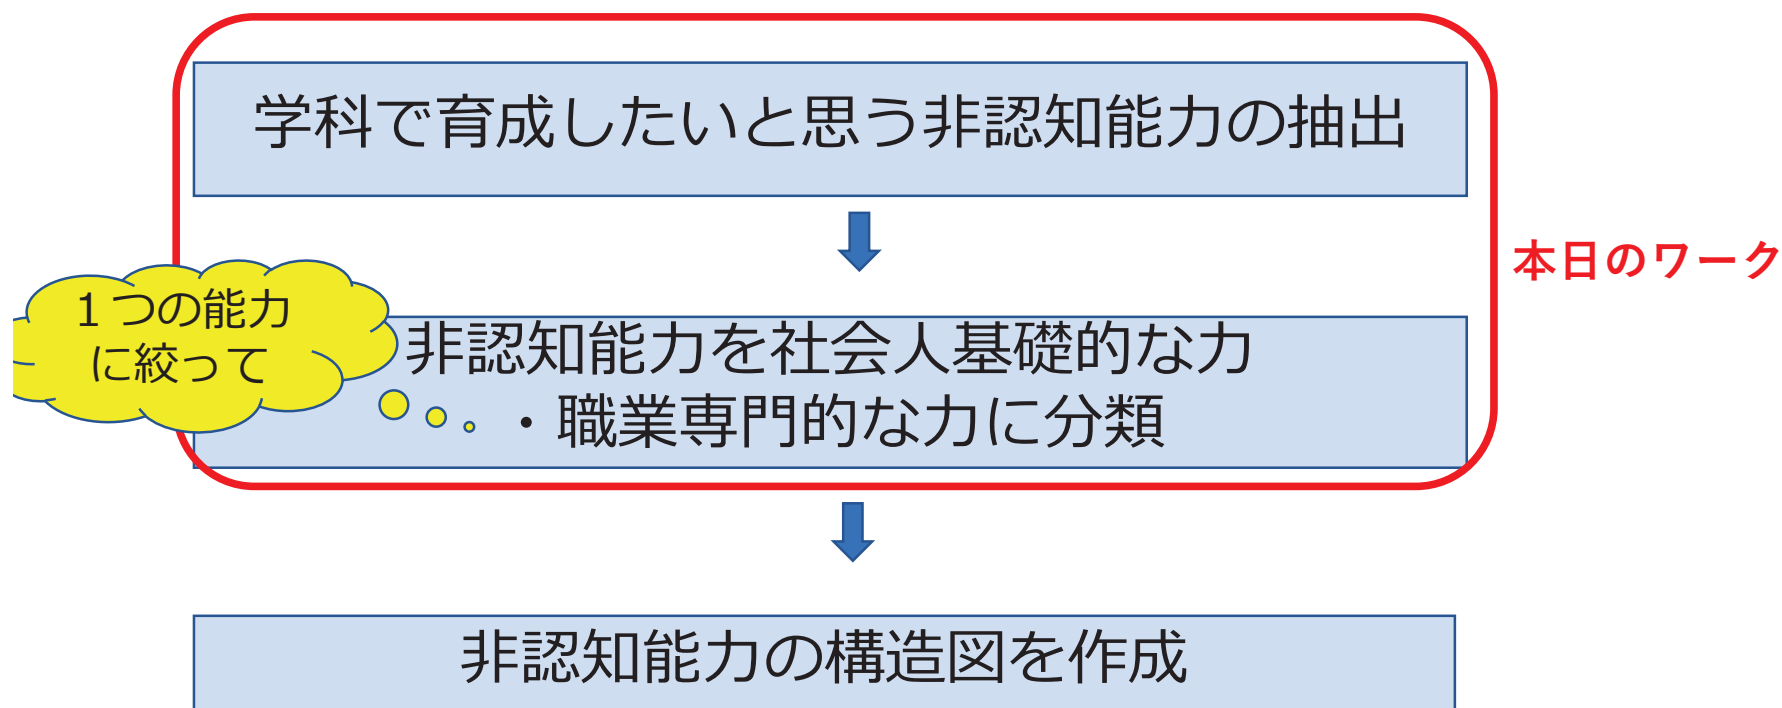 学科で育成したいと思う非認知能力の抽出
本日のワーク
１つの能力
に絞って
非認知能力を社会人基礎的な力
・職業専門的な力に分類
非認知能力の構造図を作成